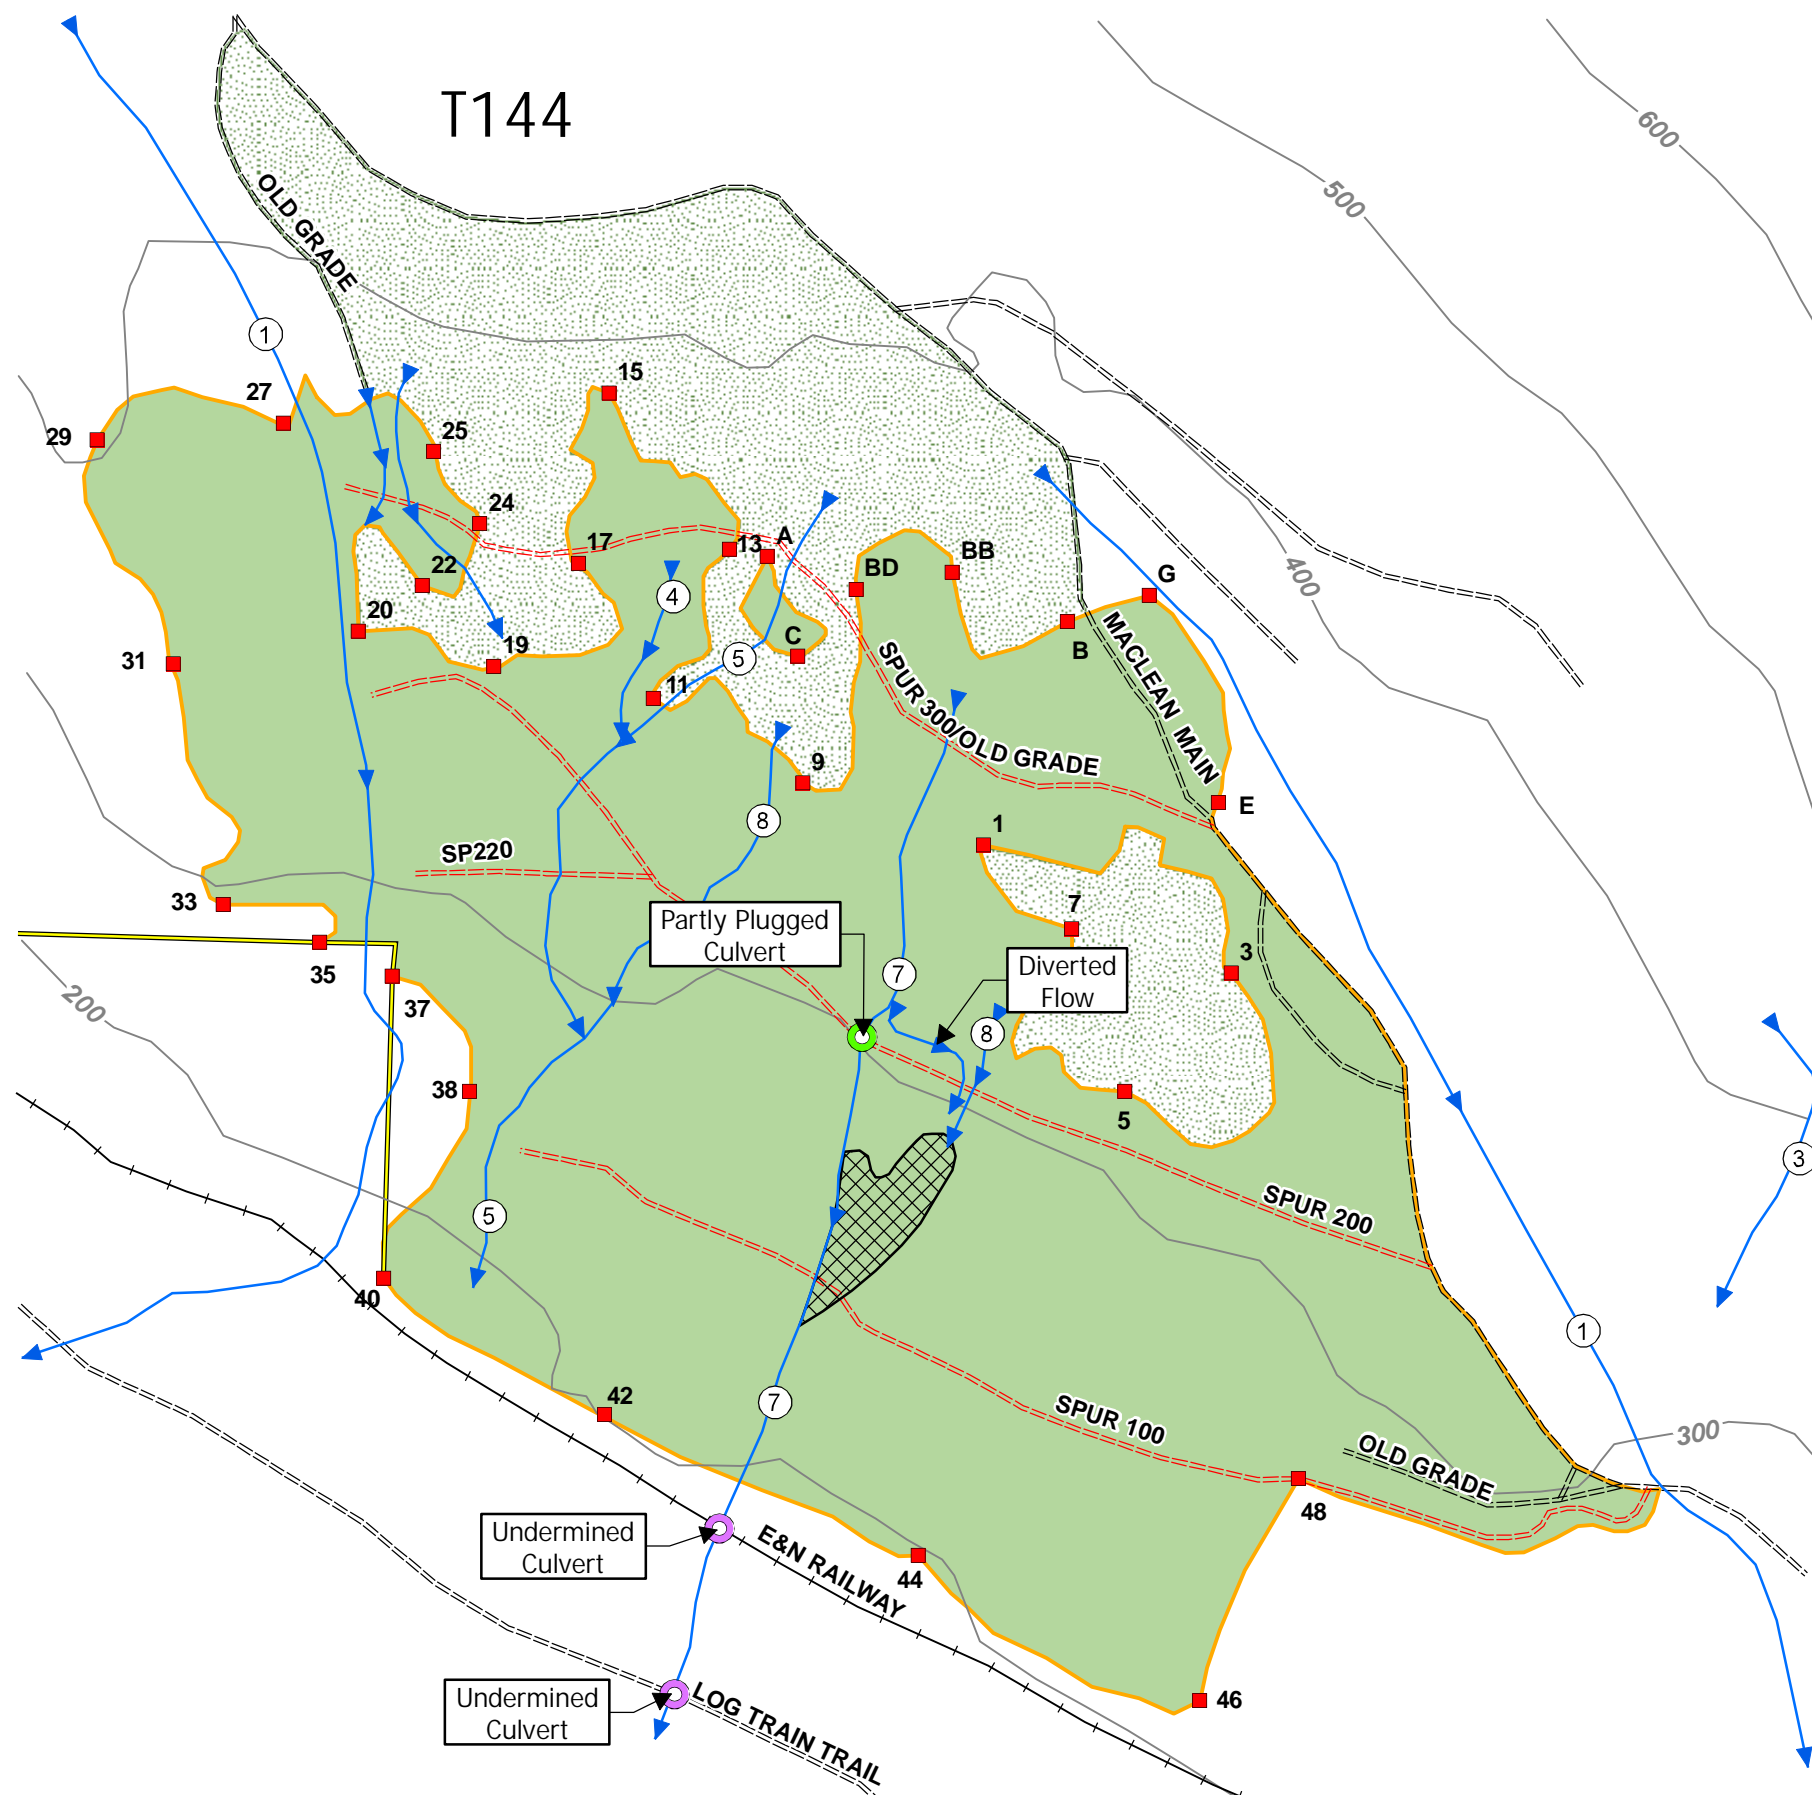 T144
600
500
OLD GRADE
1
15
27
29
25
24
A
13
17
BB
BD
22
400
G
4
20
MACLEAN MAIN
C
B
19
5
31
SPUR 300/OLD GRADE
11
9
E
8
1
SP220
33
7
Partly Plugged
Culvert
3
35
7
Diverted
Flow
37
200
8
38
5
3
SPUR 200
5
40
1
42
7
SPUR 100
300
OLD GRADE
48
Undermined
Culvert
E&N RAILWAY
44
Undermined
Culvert
LOG TRAIN TRAIL
46